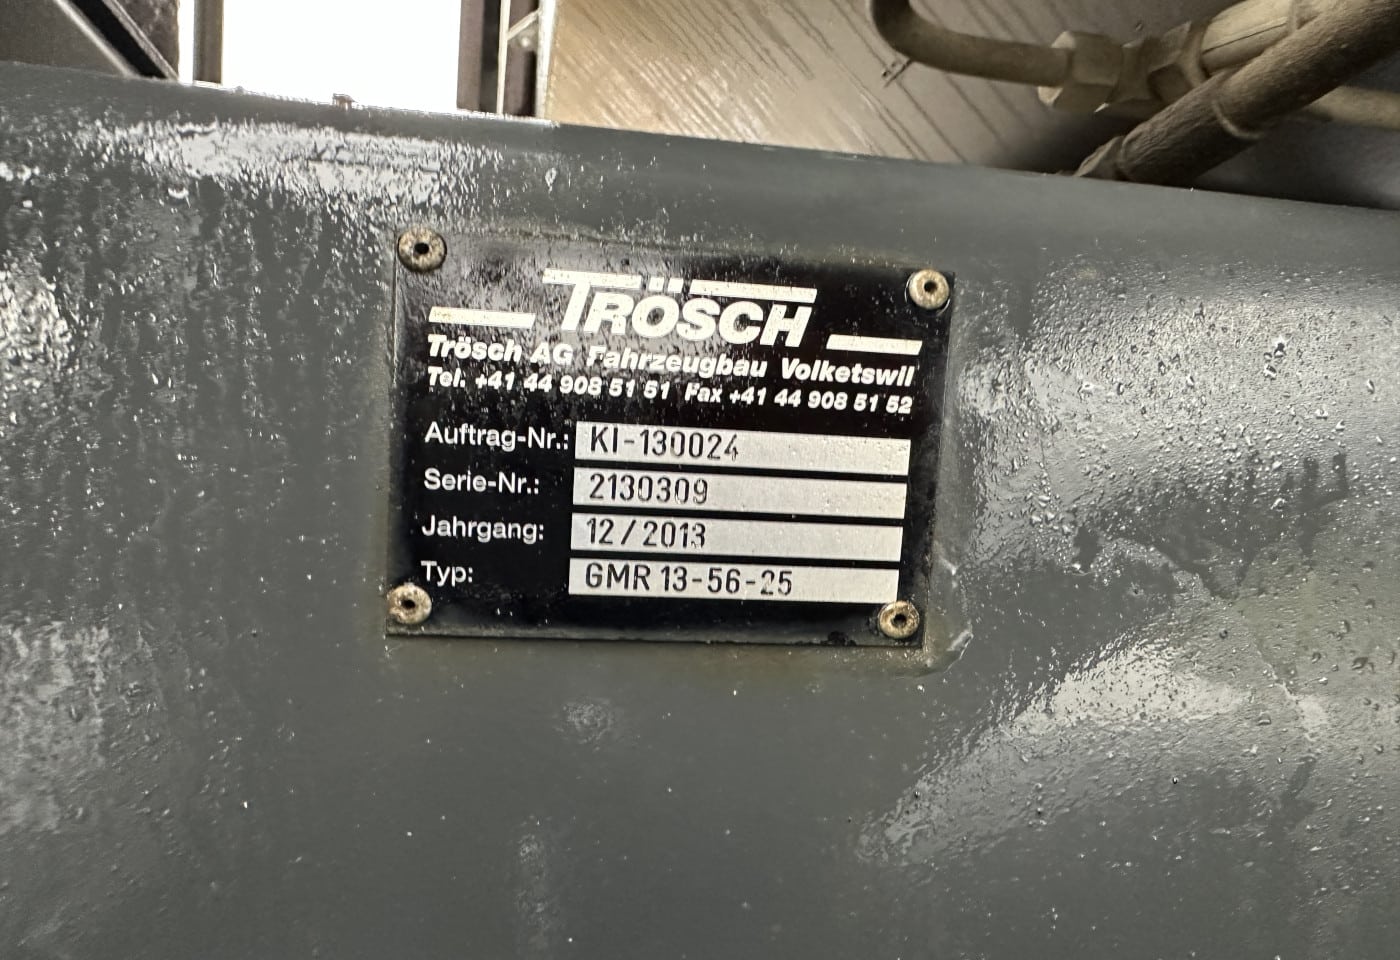 TRÖSCH
Trösch AG Fahrzeugbau Volketswil
Tel. +41 44 908 51 51 Fax +41 44 908 51 52
Auftrag-Nr.: KI-130024
Serie-Nr.: 2130309
Jahrgang: 12/2013
Typ: GMR 13-56-25